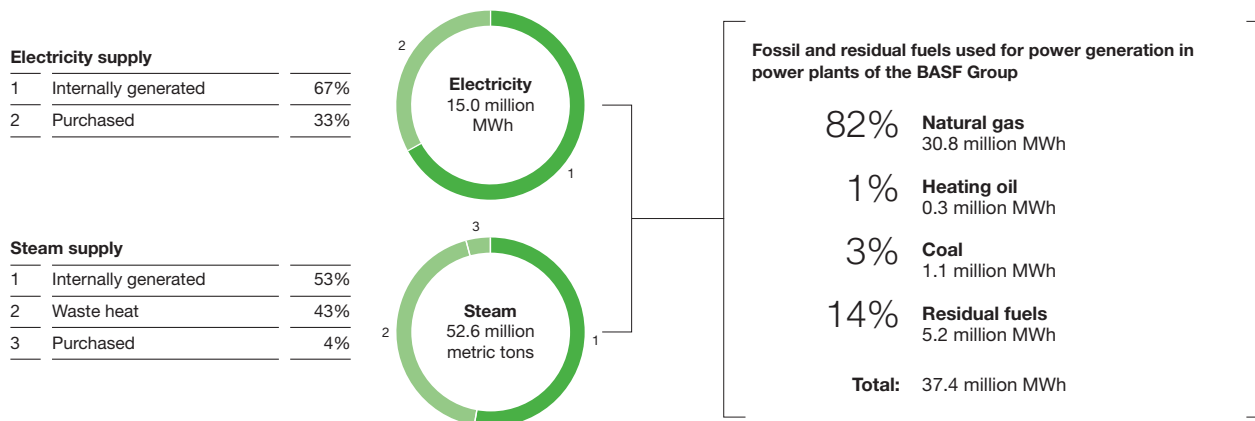 Electricity supply
1 Internally generated 67%
2 Purchased 33%
2
Electricity
15.0 million
MWh
1
Steam supply
1 Internally generated 53%
2 Waste heat 43%
3 Purchased 4%
3
2
Steam
52.6 million
metric tons
1
Fossil and residual fuels used for power generation in
power plants of the BASF Group
82% Natural gas
30.8 million MWh
1% Heating oil
0.3 million MWh
3% Coal
1.1 million MWh
14% Residual fuels
5.2 million MWh
Total: 37.4 million MWh